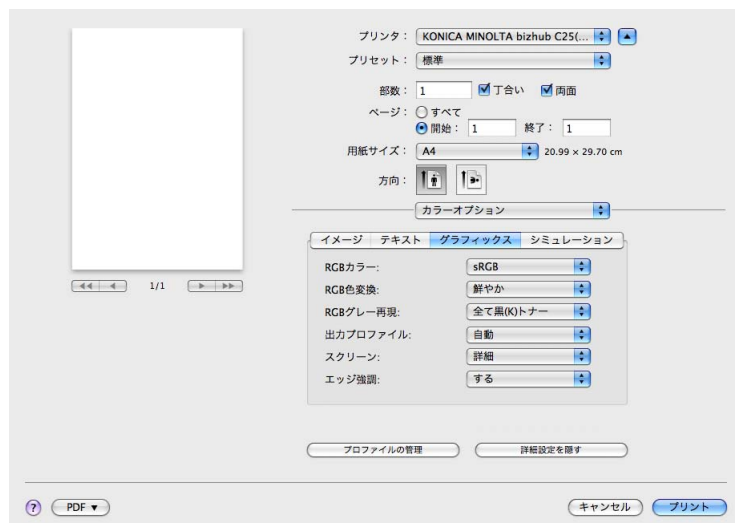 プリンタ： KONICA MINOLTA bizhub C25(...
プリセット： 標準
部数： 1 丁合い 両面
ページ： すべて
開始： 1 終了： 1
用紙サイズ： A4 20.99 × 29.70 cm
方向：
カラーオプション
イメージ テキスト グラフィックス シミュレーション
RGBカラー: sRGB
RGB色変換: 鮮やか
RGBグレー再現: 全て黒(K)トナー
出力プロファイル: 自動
スクリーン: 詳細
エッジ強調: する
1/1
プロファイルの管理 詳細設定を隠す
? PDF ▼ キャンセル プリント